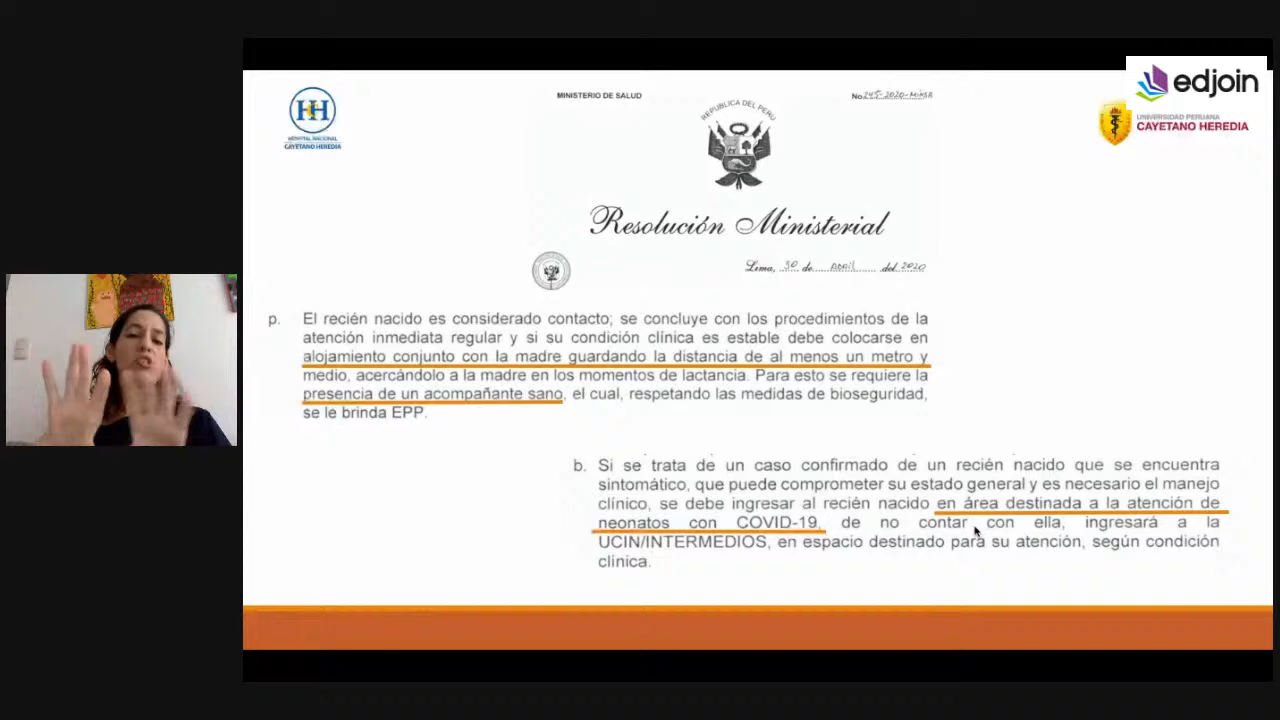 edjoin
HOSPITAL NACIONAL
CAYETANO HEREDIA
MINISTERIO DE SALUD
No 245-2020-MINSA
REPUBLICA DEL PERU
UNIVERSIDAD PERUANA
CAYETANO HEREDIA
Resolución Ministerial
Lima, 30 de Abril del 2020
p. El recién nacido es considerado contacto; se concluye con los procedimientos de la
atención inmediata regular y si su condición clínica es estable debe colocarse en
alojamiento conjunto con la madre guardando la distancia de al menos un metro y
medio, acercándolo a la madre en los momentos de lactancia. Para esto se requiere la
presencia de un acompañante sano, el cual, respetando las medidas de bioseguridad,
se le brinda EPP.
b. Si se trata de un caso confirmado de un recién nacido que se encuentra
sintomático, que puede comprometer su estado general y es necesario el manejo
clínico, se debe ingresar al recién nacido en área destinada a la atención de
neonatos con COVID-19, de no contar con ella, ingresará a la
UCIN/INTERMEDIOS, en espacio destinado para su atención, según condición
clínica.